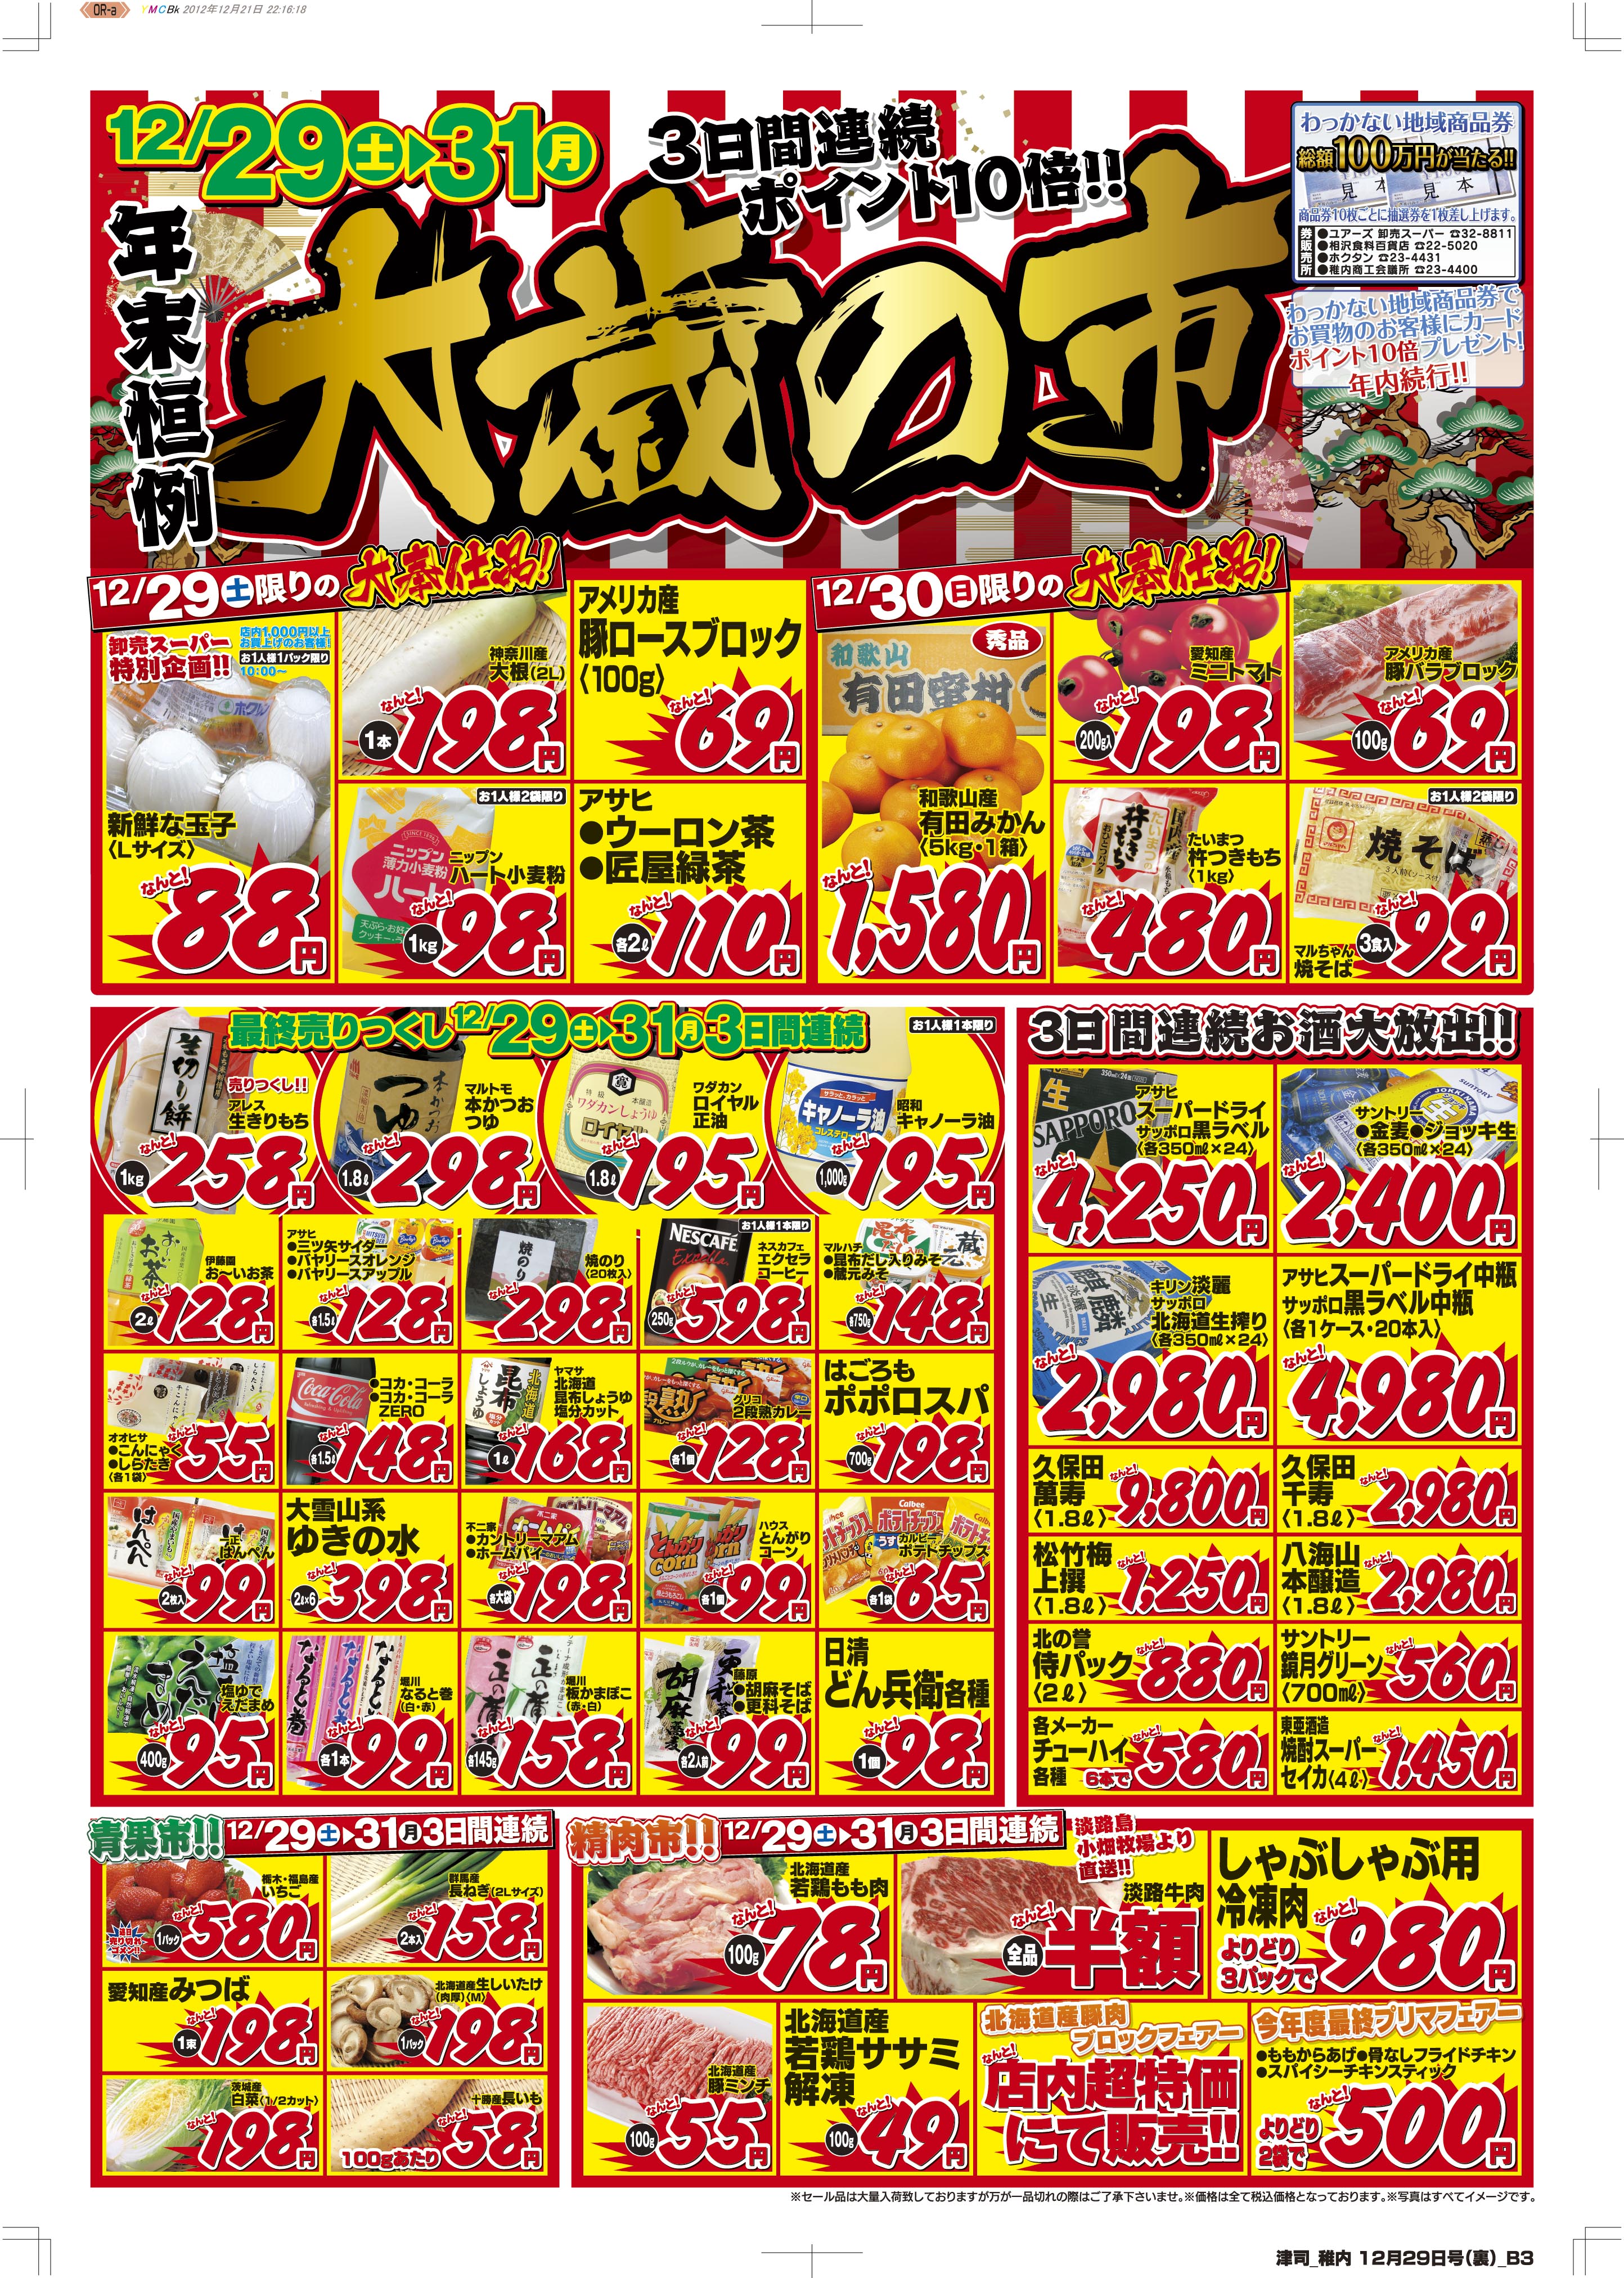 OR-a YMCBk 2012年12月21日 22:16:18
12/29土▶31月
3日間連続
ポイント10倍!!
年末恒例
大歳の市
わっかない地域商品券
総額100万円が当たる!!
見本 見本
商品券10枚ごとに抽選券を1枚差し上げます。
券販売所
●ユアーズ 卸売スーパー ☎32-8811
●相沢食料百貨店 ☎22-5020
●ホクタン ☎23-4431
●稚内商工会議所 ☎23-4400
わっかない地域商品券で
お買物のお客様にカード
ポイント10倍プレゼント!
年内続行!!
12/29土限りの大奉仕品!
卸売スーパー
特別企画!!
店内1,000円以上
お買上げのお客様!
お1人様1パック限り
10:00〜
新鮮な玉子
〈Lサイズ〉
なんと!
88円
神奈川産
大根(2L)
なんと!
1本 198円
アメリカ産
豚ロースブロック
〈100g〉
なんと!
69円
お1人様2袋限り
ニップン
ハート小麦粉
なんと!
1kg 98円
アサヒ
●ウーロン茶
●匠屋緑茶
なんと!
各2ℓ 110円
12/30日限りの大奉仕品!
秀品
和歌山
有田蜜柑
和歌山産
有田みかん
〈5kg・1箱〉
なんと!
1,580円
愛知産
ミニトマト
なんと!
200g入 198円
アメリカ産
豚バラブロック
なんと!
100g 69円
たいまつ
杵つきもち
〈1kg〉
なんと!
480円
お1人様2袋限り
焼そば
マルちゃん
焼そば
なんと!
3食入 99円
最終売りつくし12/29土▶31月3日間連続
お1人様1本限り
生切り餅
売りつくし!!
アレス
生きりもち
なんと!
1kg 258円
マルトモ
本かつお
つゆ
なんと!
1.8ℓ 298円
ワダカン
ロイヤル
正油
なんと!
1.8ℓ 195円
キャノーラ油
昭和
キャノーラ油
なんと!
1,000g 195円
伊藤園
お〜いお茶
なんと!
2ℓ 128円
アサヒ
●三ツ矢サイダー
●バヤリースオレンジ
●バヤリースアップル
なんと!
各1.5ℓ 128円
焼のり
焼のり
〈20枚入〉
なんと!
298円
お1人様1本限り
NESCAFÉ
Excella
ネスカフェ
エクセラ
コーヒー
なんと!
250g 598円
マルハチ
●昆布だし入りみそ
●蔵元みそ
なんと!
各750g 148円
オオヒサ
●こんにゃく
●しらたき
〈各1袋〉
なんと!
55円
Coca-Cola
●コカ・コーラ
●コカ・コーラ
ZERO
なんと!
各1.5ℓ 148円
ヤマサ
北海道
昆布しょうゆ
塩分カット
なんと!
1ℓ 168円
グリコ
2段熟カレー
なんと!
各1個 128円
はごろも
ポポロスパ
なんと!
700g 198円
はんぺん
一正
はんぺん
なんと!
2枚入 99円
大雪山系
ゆきの水
なんと!
2ℓ×6 398円
不二家
●カントリーマアム
●ホームパイ
なんと!
各大袋 198円
ハウス
とんがり
コーン
なんと!
各1個 99円
カルビー
ポテトチップス
なんと!
各1袋 65円
塩ゆで
えだまめ
なんと!
400g 95円
堀川
なると巻
(白・赤)
なんと!
各1本 99円
堀川
板かまぼこ
(赤・白)
なんと!
各145g 158円
藤原
●胡麻そば
●更科そば
なんと!
各2人前 99円
日清
どん兵衛各種
なんと!
1個 98円
3日間連続お酒大放出!!
SAPPORO
アサヒ
スーパードライ
サッポロ黒ラベル
〈各350㎖×24〉
なんと!
4,250円
サントリー
●金麦●ジョッキ生
〈各350㎖×24〉
なんと!
2,400円
キリン淡麗
サッポロ
北海道生搾り
〈各350㎖×24〉
なんと!
2,980円
アサヒスーパードライ中瓶
サッポロ黒ラベル中瓶
〈各1ケース・20本入〉
なんと!
4,980円
久保田
萬寿
〈1.8ℓ〉
なんと!
9,800円
久保田
千寿
〈1.8ℓ〉
なんと!
2,980円
松竹梅
上撰
〈1.8ℓ〉
なんと!
1,250円
八海山
本醸造
〈1.8ℓ〉
なんと!
2,980円
北の誉
侍パック
〈2ℓ〉
なんと!
880円
サントリー
鏡月グリーン
〈700㎖〉
なんと!
560円
各メーカー
チューハイ
各種 6本で
なんと!
580円
東亜酒造
焼酎スーパー
セイカ〈4ℓ〉
なんと!
1,450円
青果市!! 12/29土▶31月3日間連続
栃木・福島産
いちご
連日
売り切れ
ゴメン!!
なんと!
1パック 580円
群馬産
長ねぎ(2Lサイズ)
なんと!
2本入 158円
愛知産みつば
なんと!
1束 198円
北海道産生しいたけ
(肉厚)〈M〉
なんと!
1パック 198円
茨城産
白菜〈1/2カット〉
なんと!
198円
十勝産長いも
なんと!
100gあたり 58円
精肉市!! 12/29土▶31月3日間連続
北海道産
若鶏もも肉
なんと!
100g 78円
淡路島
小畑牧場より
直送!!
淡路牛肉
なんと!
全品 半額
しゃぶしゃぶ用
冷凍肉
よりどり
3パックで
なんと!
980円
北海道産
豚ミンチ
なんと!
100g 55円
北海道産
若鶏ササミ
解凍
なんと!
100g 49円
北海道産豚肉
ブロックフェアー
なんと!
店内超特価
にて販売!!
今年度最終プリマフェアー
●ももからあげ●骨なしフライドチキン
●スパイシーチキンスティック
よりどり
2袋で
なんと!
500円
※セール品は大量入荷致しておりますが万が一品切れの際はご了承下さいませ。※価格は全て税込価格となっております。※写真はすべてイメージです。
津司_稚内 12月29日号(裏)_B3